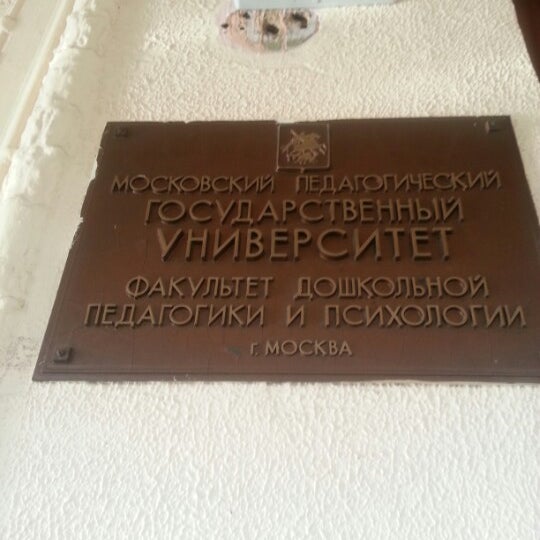 МОСКОВСКИЙ ПЕДАГОГИЧЕСКИЙ
ГОСУДАРСТВЕННЫЙ
УНИВЕРСИТЕТ
ФАКУЛЬТЕТ ДОШКОЛЬНОЙ
ПЕДАГОГИКИ И ПСИХОЛОГИИ
г. МОСКВА